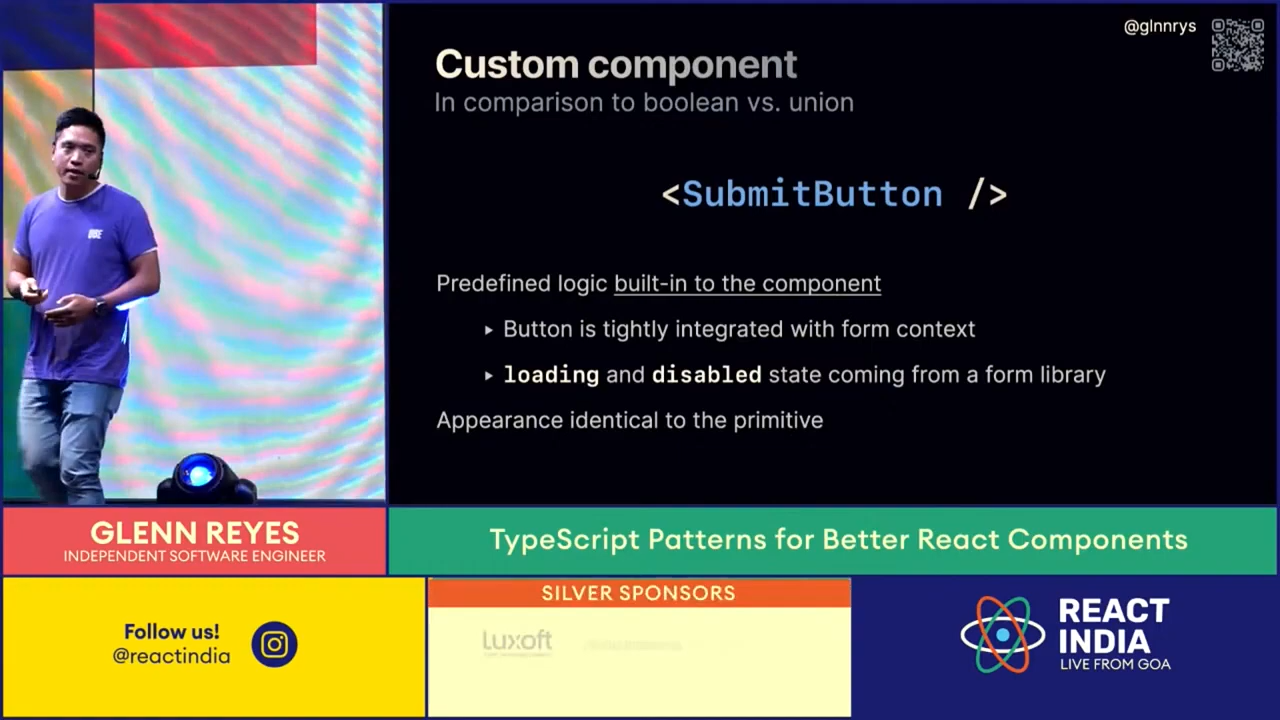 @glnnrys
Custom component
In comparison to boolean vs. union
<SubmitButton />
Predefined logic built-in to the component
▸ Button is tightly integrated with form context
▸ loading and disabled state coming from a form library
Appearance identical to the primitive
GLENN REYES
INDEPENDENT SOFTWARE ENGINEER
TypeScript Patterns for Better React Components
Follow us!
@reactindia
SILVER SPONSORS
Luxoft
REACT
INDIA
LIVE FROM GOA